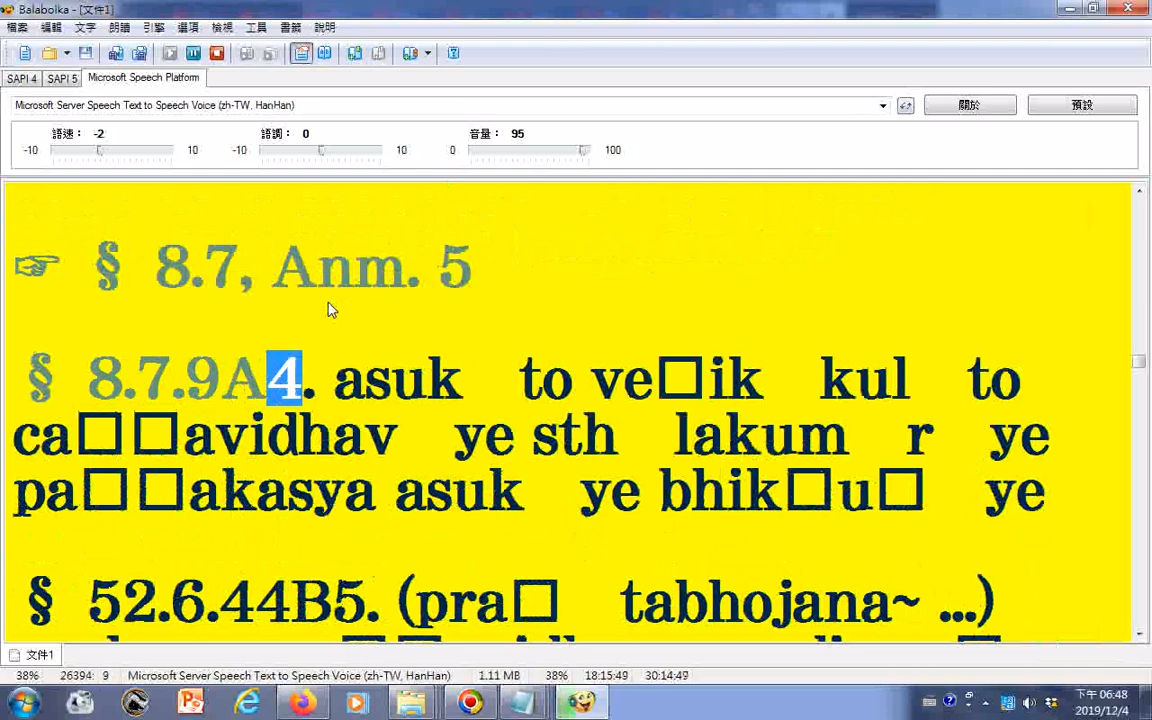 Balabolka - [文件1]
檔案 編輯 文字 朗讀 引擎 選項 檢視 工具 書籤 說明
SAPI 4 SAPI 5 Microsoft Speech Platform
Microsoft Server Speech Text to Speech Voice (zh-TW, HanHan) 關於 預設
語速： -2 語調： 0 音量： 95
-10 10 -10 10 0 100
☞ § 8.7, Anm. 5
§ 8.7.9A4. asuk to ve□ik kul to
ca□□avidhav ye sth lakum r ye
pa□□akasya asuk ye bhik□u□ ye
§ 52.6.44B5. (pra□ tabhojana~ ...)
文件1
38% 26394: 9 Microsoft Server Speech Text to Speech Voice (zh-TW, HanHan) 1.11 MB 38% 18:15:49 30:14:49
下午 06:48
2019/12/4